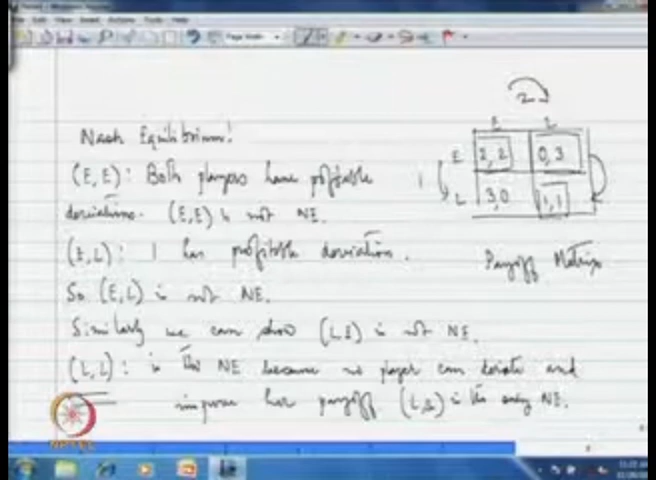 2
E L
Nash Equilibrium!
E 2, 2 0, 3
(E, E): Both players have profitable
1
L 3, 0 1, 1
deviations. (E, E) is not NE.
(E, L): 1 has profitable deviation.
Payoff Matrix
So (E, L) is not NE.
Similarly we can show (L, E) is not NE.
(L, L): is the NE because no player can deviate and
improve her payoff (L, L) is the only NE.
NPTEL